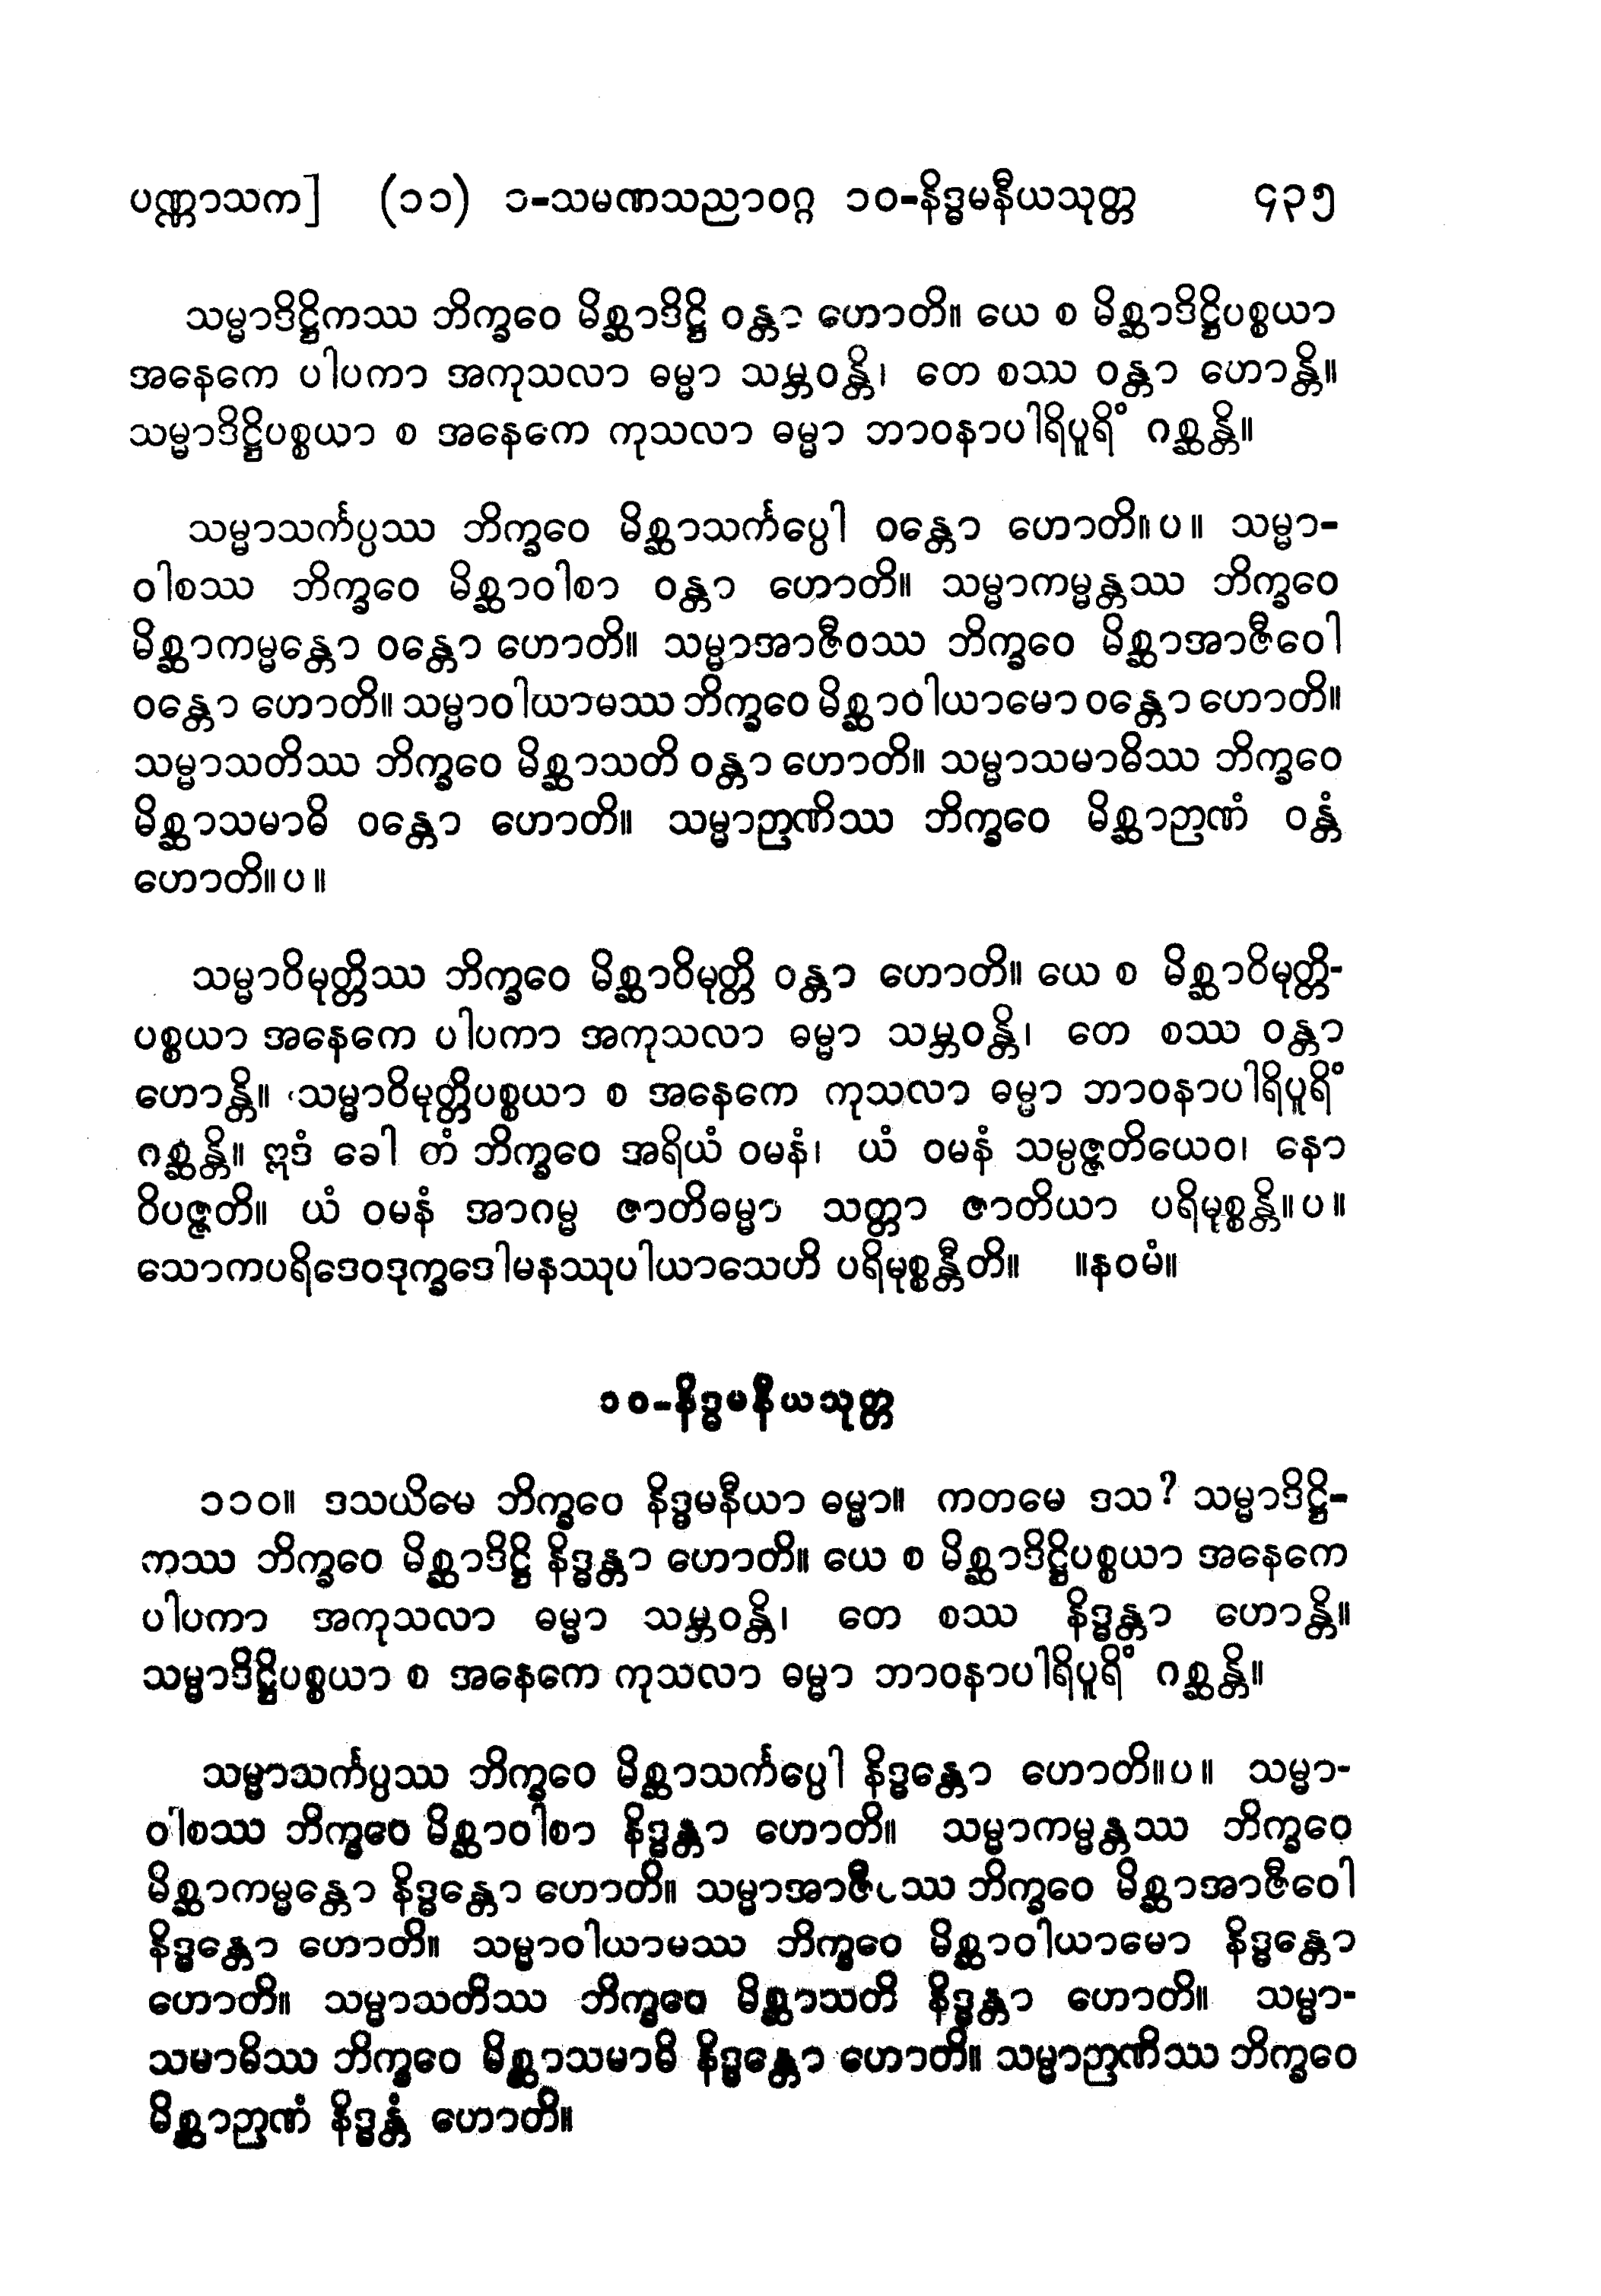 ပဏ္ဏာသက] (၁၁) ၁-သမဏသညာဝဂ္ဂ ၁၀-နိဒ္ဓမနီယသုတ္တ ၄၃၅
သမ္မာဒိဋ္ဌိကဿ ဘိက္ခဝေ မိစ္ဆာဒိဋ္ဌိ ဝန္တာ ဟောတိ။ ယေ စ မိစ္ဆာဒိဋ္ဌိပစ္စယာ
အနေကေ ပါပကာ အကုသလာ ဓမ္မာ သမ္ဘဝန္တိ၊ တေ စဿ ဝန္တာ ဟောန္တိ။
သမ္မာဒိဋ္ဌိပစ္စယာ စ အနေကေ ကုသလာ ဓမ္မာ ဘာဝနာပါရိပူရိံ ဂစ္ဆန္တိ။
သမ္မာသင်္ကပ္ပဿ ဘိက္ခဝေ မိစ္ဆာသင်္ကပ္ပေါ ဝန္တော ဟောတိ။ပ။ သမ္မာ-
ဝါစဿ ဘိက္ခဝေ မိစ္ဆာဝါစာ ဝန္တာ ဟောတိ။ သမ္မာကမ္မန္တဿ ဘိက္ခဝေ
မိစ္ဆာကမ္မန္တော ဝန္တော ဟောတိ။ သမ္မာအာဇီဝဿ ဘိက္ခဝေ မိစ္ဆာအာဇီဝေါ
ဝန္တော ဟောတိ။ သမ္မာဝါယာမဿ ဘိက္ခဝေ မိစ္ဆာဝါယာမော ဝန္တော ဟောတိ။
သမ္မာသတိဿ ဘိက္ခဝေ မိစ္ဆာသတိ ဝန္တာ ဟောတိ။ သမ္မာသမာဓိဿ ဘိက္ခဝေ
မိစ္ဆာသမာဓိ ဝန္တော ဟောတိ။ သမ္မာဉာဏိဿ ဘိက္ခဝေ မိစ္ဆာဉာဏံ ဝန္တံ
ဟောတိ။ပ။
သမ္မာဝိမုတ္တိဿ ဘိက္ခဝေ မိစ္ဆာဝိမုတ္တိ ဝန္တာ ဟောတိ။ ယေ စ မိစ္ဆာဝိမုတ္တိ-
ပစ္စယာ အနေကေ ပါပကာ အကုသလာ ဓမ္မာ သမ္ဘဝန္တိ၊ တေ စဿ ဝန္တာ
ဟောန္တိ။ သမ္မာဝိမုတ္တိပစ္စယာ စ အနေကေ ကုသလာ ဓမ္မာ ဘာဝနာပါရိပူရိံ
ဂစ္ဆန္တိ။ ဣဒံ ခေါ တံ ဘိက္ခဝေ အရိယံ ဝမနံ၊ ယံ ဝမနံ သမ္ပဇ္ဇတိယေဝ၊ နော
ဝိပဇ္ဇတိ။ ယံ ဝမနံ အာဂမ္မ ဇာတိဓမ္မာ သတ္တာ ဇာတိယာ ပရိမုစ္စန္တိ။ပ။
သောကပရိဒေဝဒုက္ခဒေါမနဿုပါယာသေဟိ ပရိမုစ္စန္တီတိ။ ။နဝမံ။
၁၀-နိဒ္ဓမနီယသုတ္တ
၁၁၀။ ဒသယိမေ ဘိက္ခဝေ နိဒ္ဓမနီယာ ဓမ္မာ။ ကတမေ ဒသ? သမ္မာဒိဋ္ဌိ-
ကဿ ဘိက္ခဝေ မိစ္ဆာဒိဋ္ဌိ နိဒ္ဓန္တာ ဟောတိ။ ယေ စ မိစ္ဆာဒိဋ္ဌိပစ္စယာ အနေကေ
ပါပကာ အကုသလာ ဓမ္မာ သမ္ဘဝန္တိ၊ တေ စဿ နိဒ္ဓန္တာ ဟောန္တိ။
သမ္မာဒိဋ္ဌိပစ္စယာ စ အနေကေ ကုသလာ ဓမ္မာ ဘာဝနာပါရိပူရိံ ဂစ္ဆန္တိ။
သမ္မာသင်္ကပ္ပဿ ဘိက္ခဝေ မိစ္ဆာသင်္ကပ္ပေါ နိဒ္ဓန္တော ဟောတိ။ပ။ သမ္မာ-
ဝါစဿ ဘိက္ခဝေ မိစ္ဆာဝါစာ နိဒ္ဓန္တာ ဟောတိ။ သမ္မာကမ္မန္တဿ ဘိက္ခဝေ
မိစ္ဆာကမ္မန္တော နိဒ္ဓန္တော ဟောတိ။ သမ္မာအာဇီဝဿ ဘိက္ခဝေ မိစ္ဆာအာဇီဝေါ
နိဒ္ဓန္တော ဟောတိ။ သမ္မာဝါယာမဿ ဘိက္ခဝေ မိစ္ဆာဝါယာမော နိဒ္ဓန္တော
ဟောတိ။ သမ္မာသတိဿ ဘိက္ခဝေ မိစ္ဆာသတိ နိဒ္ဓန္တာ ဟောတိ။ သမ္မာ-
သမာဓိဿ ဘိက္ခဝေ မိစ္ဆာသမာဓိ နိဒ္ဓန္တော ဟောတိ။ သမ္မာဉာဏိဿ ဘိက္ခဝေ
မိစ္ဆာဉာဏံ နိဒ္ဓန္တံ ဟောတိ။